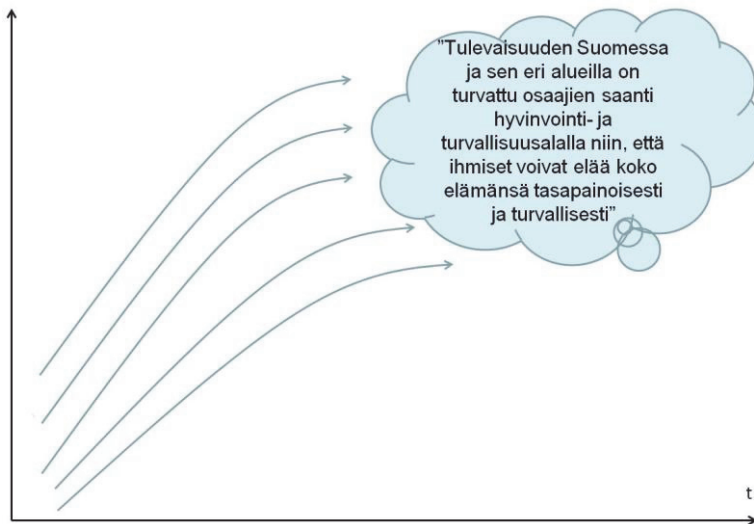 "Tulevaisuuden Suomessa
ja sen eri alueilla on
turvattu osaajien saanti
hyvinvointi- ja
turvallisuusalalla niin, että
ihmiset voivat elää koko
elämänsä tasapainoisesti
ja turvallisesti"
t